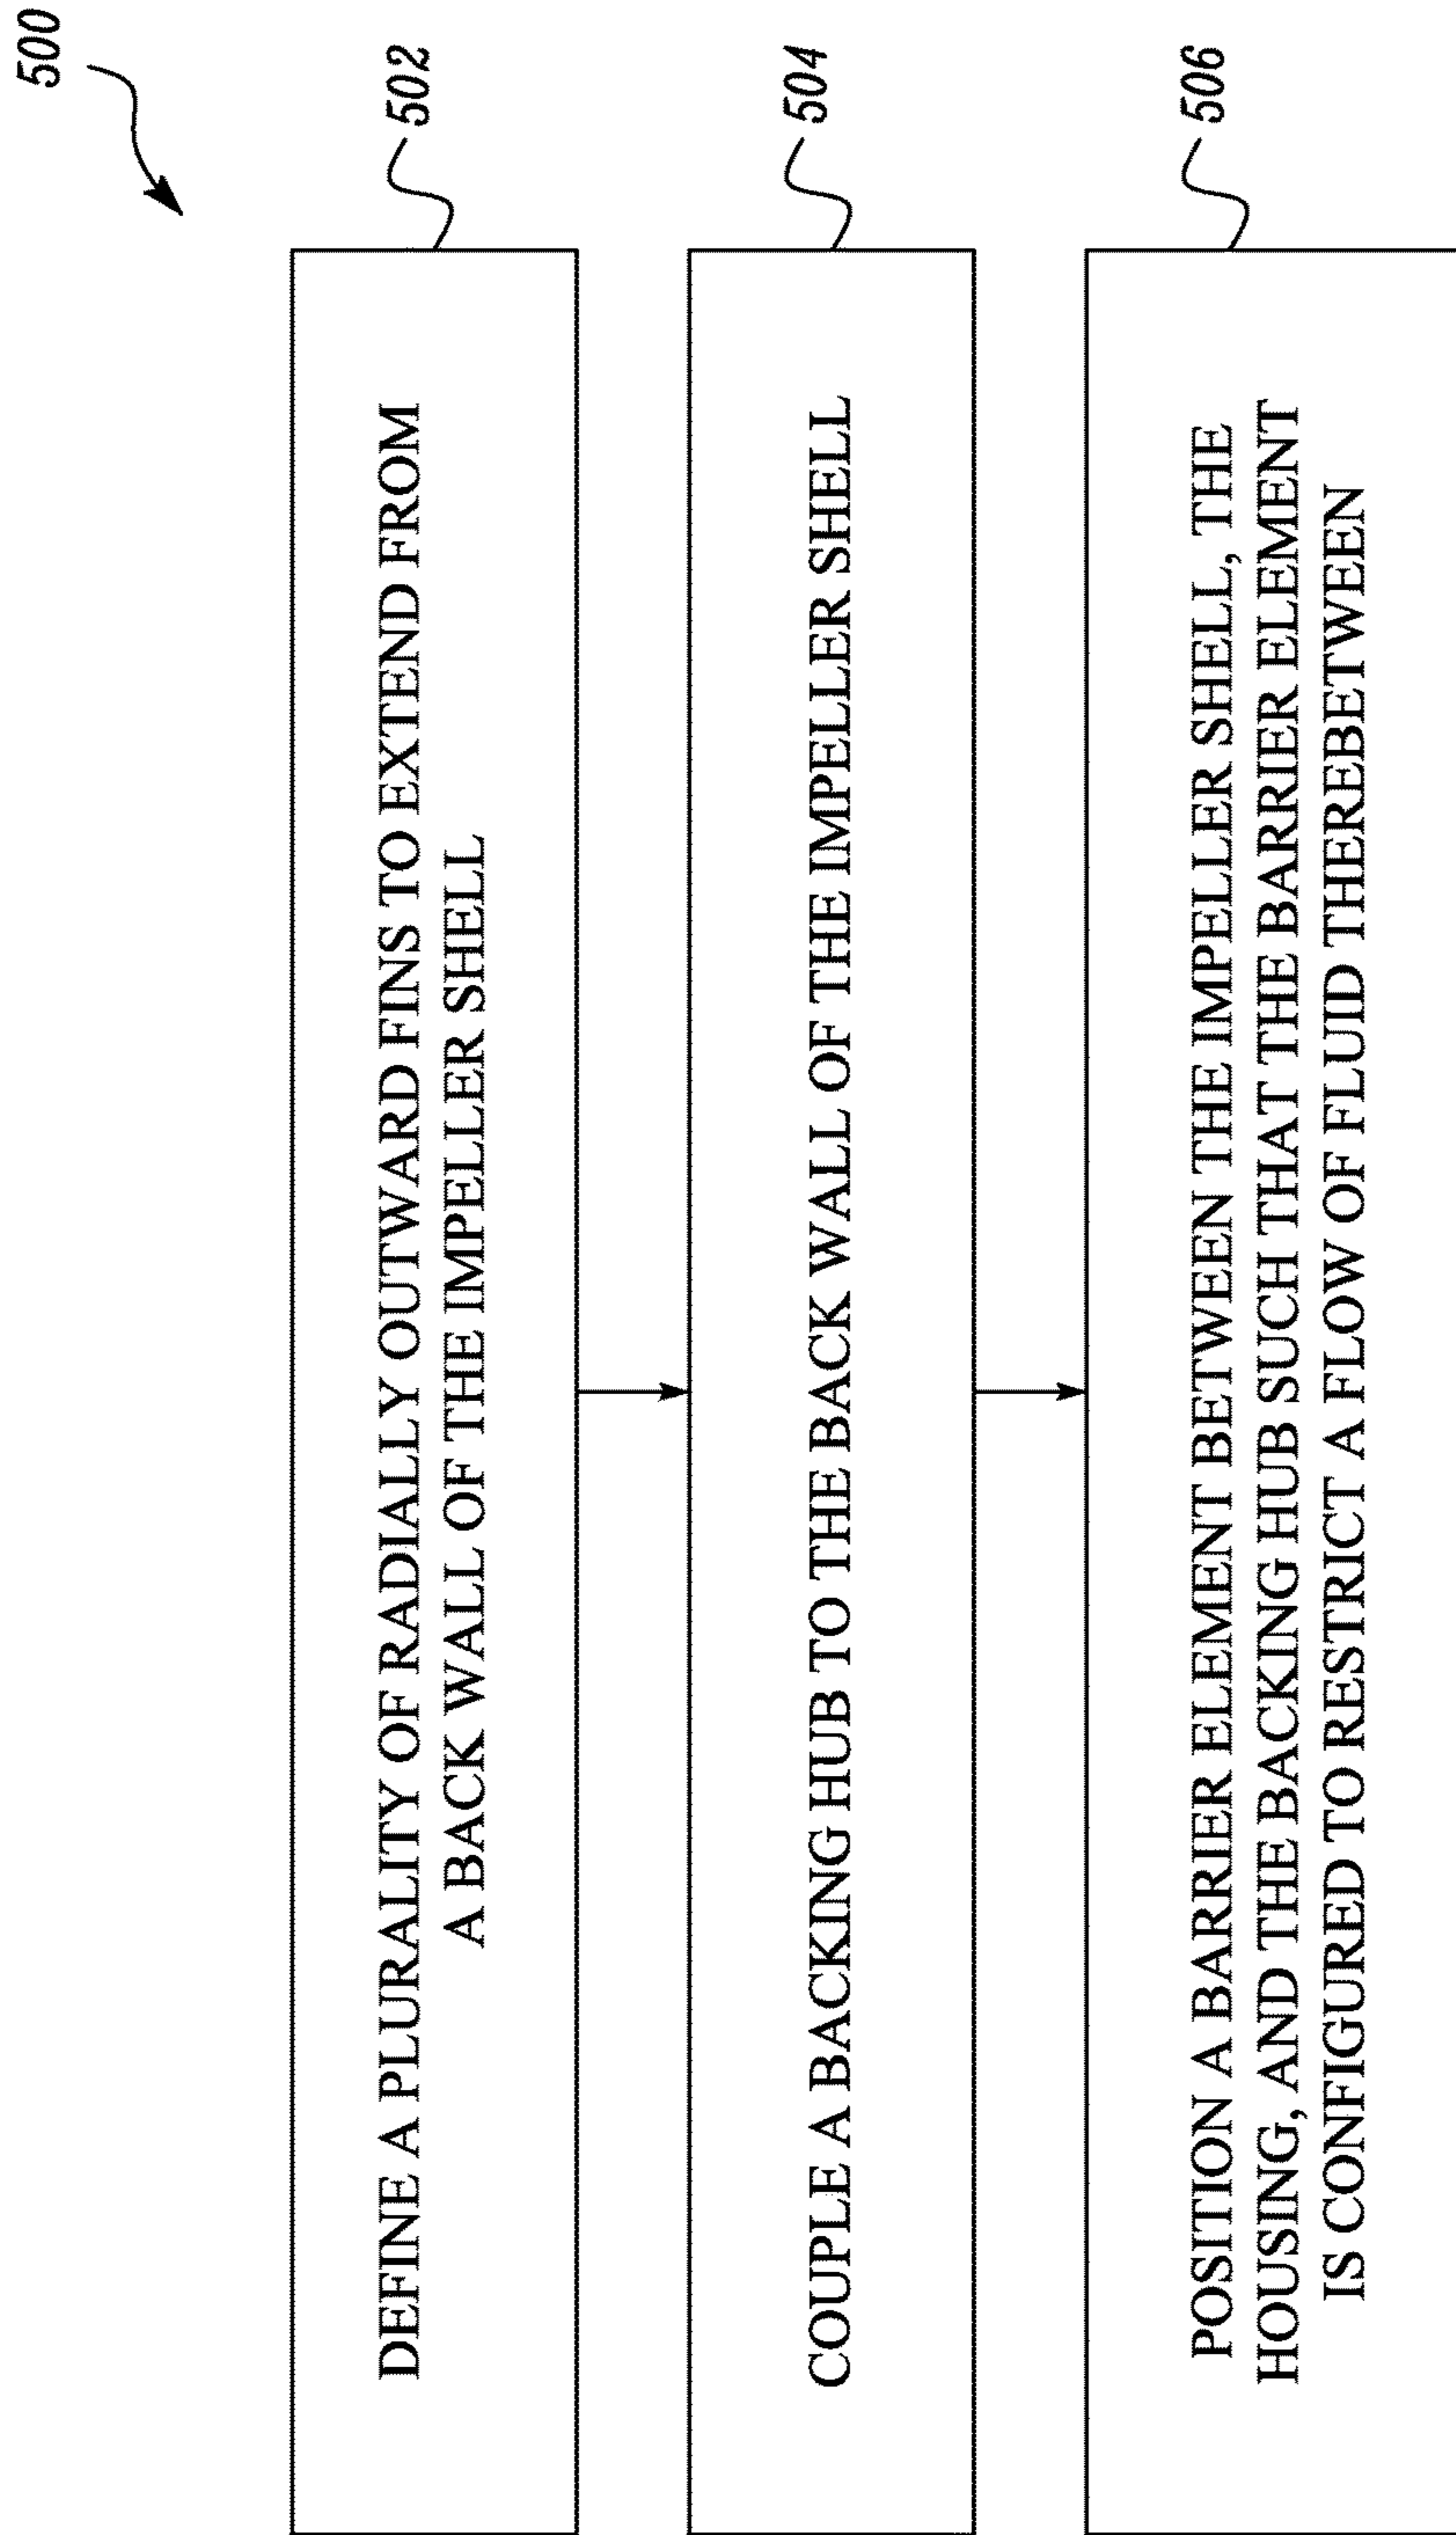 500
502
DEFINE A PLURALITY OF RADIALLY OUTWARD FINS TO EXTEND FROM
A BACK WALL OF THE IMPELLER SHELL
504
COUPLE A BACKING HUB TO THE BACK WALL OF THE IMPELLER SHELL
506
POSITION A BARRIER ELEMENT BETWEEN THE IMPELLER SHELL, THE
HOUSING, AND THE BACKING HUB SUCH THAT THE BARRIER ELEMENT
IS CONFIGURED TO RESTRICT A FLOW OF FLUID THEREBETWEEN